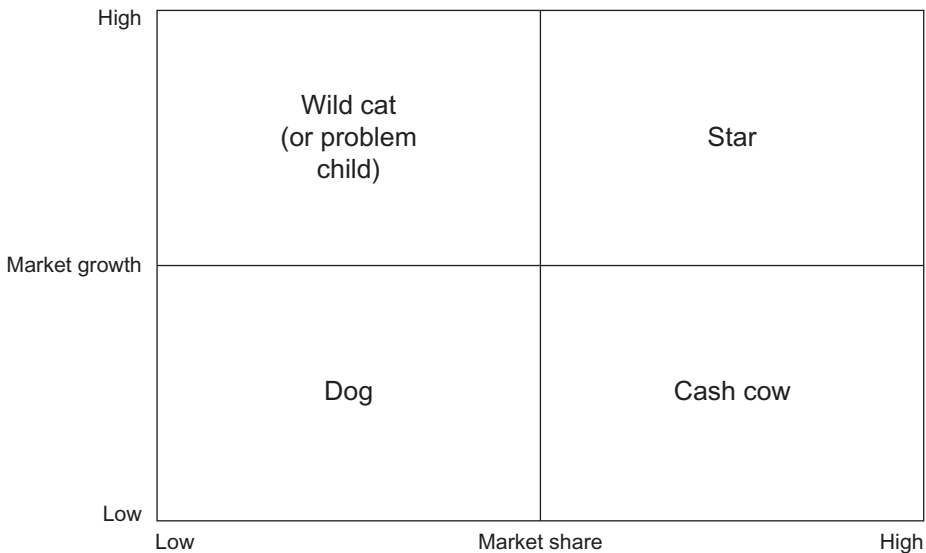 High
Wild cat
(or problem
child)
Star
Market growth
Dog
Cash cow
Low
Low
Market share
High